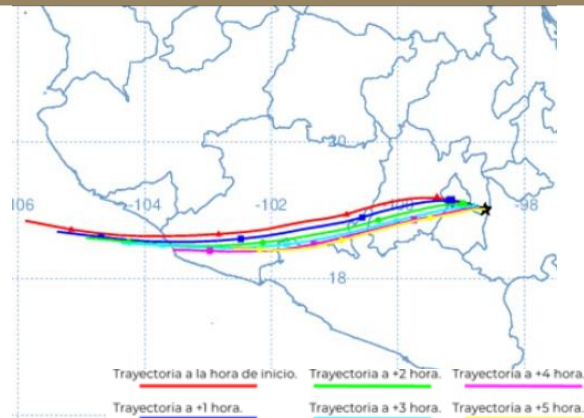 20
06 -104 -102 100 -98
18
Trayectoria a la hora de inicio. Trayectoria a +2 hora. Trayectoria a +4 hora.
Trayectoria a +1 hora. Trayectoria a +3 hora. Trayectoria a +5 hora.